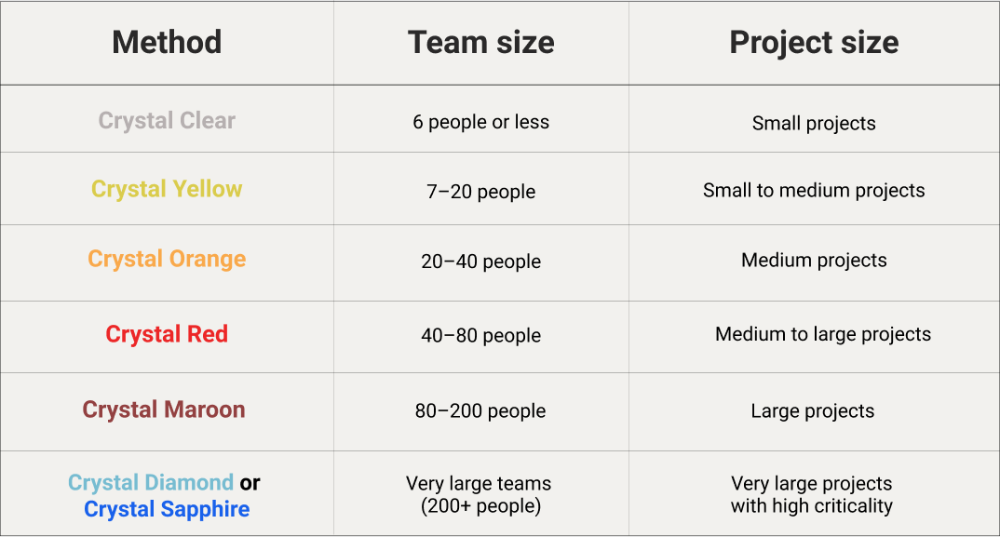 Method Team size Project size
Crystal Clear 6 people or less Small projects
Crystal Yellow 7–20 people Small to medium projects
Crystal Orange 20–40 people Medium projects
Crystal Red 40–80 people Medium to large projects
Crystal Maroon 80–200 people Large projects
Crystal Diamond or Very large teams Very large projects
Crystal Sapphire (200+ people) with high criticality